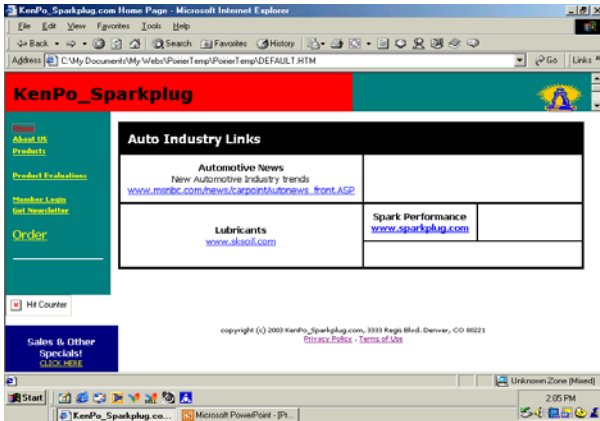 KenPo_Sparkplug.com Home Page - Microsoft Internet Explorer
File Edit View Favorites Tools Help
Back Search Favorites History
Address C:\My Documents\My Webs\PoirierTemp\PoirierTemp\DEFAULT.HTM Go Links
KenPo_Sparkplug
Home
About US
Products
Product Evaluations
Member Login
Get Newsletter
Order
Auto Industry Links
Automotive News
New Automotive Industry trends
www.msnbc.com/news/carpointAutonews_front.ASP
Lubricants
www.sksoil.com
Spark Performance
www.sparkplug.com
Hit Counter
Sales & Other
Specials!
CLICK HERE
copyright (c) 2003 KenPo_Sparkplug.com, 3333 Regis Blvd. Denver, CO 80221
Privacy Policy . Terms of Use
Unknown Zone (Mixed)
Start 2:05 PM
KenPo_Sparkplug.co... Microsoft PowerPoint - [Pr...